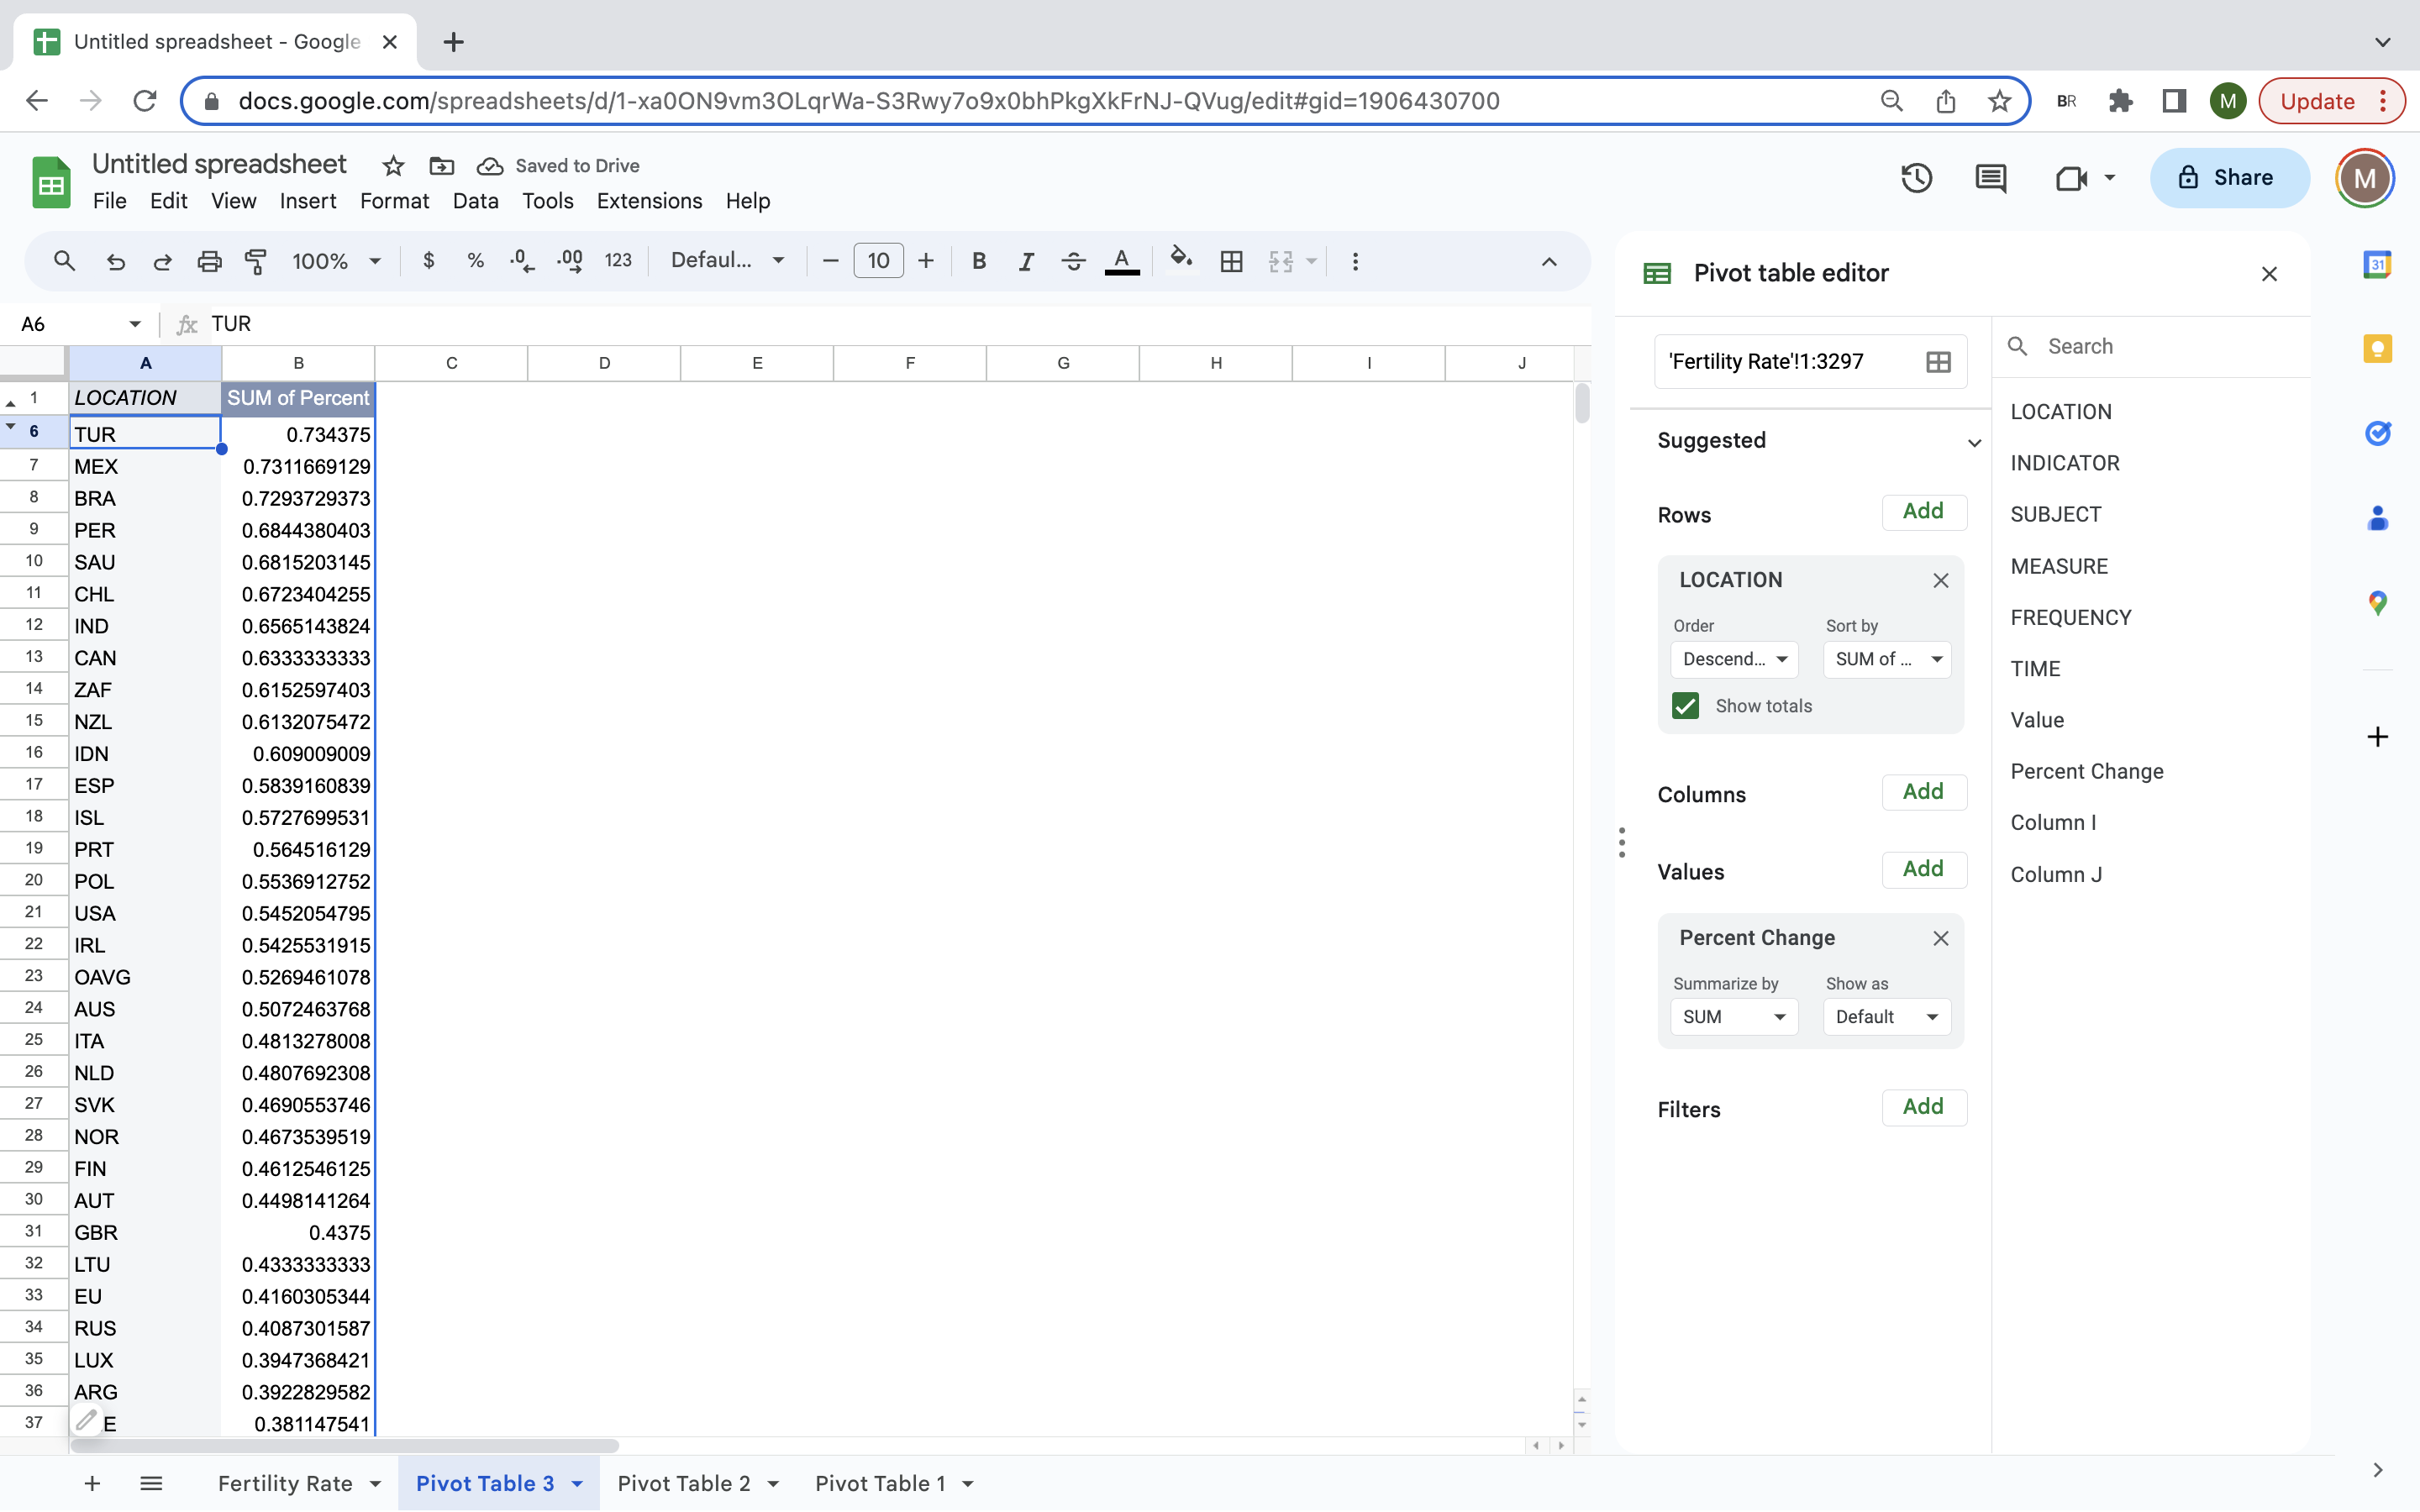 Untitled spreadsheet - Google
docs.google.com/spreadsheets/d/1-xa0ON9vm3OLqrWa-S3Rwy7o9x0bhPkgXkFrNJ-QVug/edit#gid=1906430700
BR
M
Update
Untitled spreadsheet
Saved to Drive
File Edit View Insert Format Data Tools Extensions Help
Share
M
100% $ % .0 .00 123 Defaul... 10 B I S A
A6 fx TUR
A B C D E F G H I J
1 LOCATION SUM of Percent
6 TUR 0.734375
7 MEX 0.7311669129
8 BRA 0.7293729373
9 PER 0.6844380403
10 SAU 0.6815203145
11 CHL 0.6723404255
12 IND 0.6565143824
13 CAN 0.6333333333
14 ZAF 0.6152597403
15 NZL 0.6132075472
16 IDN 0.609009009
17 ESP 0.5839160839
18 ISL 0.5727699531
19 PRT 0.564516129
20 POL 0.5536912752
21 USA 0.5452054795
22 IRL 0.5425531915
23 OAVG 0.5269461078
24 AUS 0.5072463768
25 ITA 0.4813278008
26 NLD 0.4807692308
27 SVK 0.4690553746
28 NOR 0.4673539519
29 FIN 0.4612546125
30 AUT 0.4498141264
31 GBR 0.4375
32 LTU 0.4333333333
33 EU 0.4160305344
34 RUS 0.4087301587
35 LUX 0.3947368421
36 ARG 0.3922829582
37 E 0.381147541
Pivot table editor
'Fertility Rate'!1:3297
Suggested
Rows Add
LOCATION
Order Sort by
Descend... SUM of ...
Show totals
Columns Add
Values Add
Percent Change
Summarize by Show as
SUM Default
Filters Add
Search
LOCATION
INDICATOR
SUBJECT
MEASURE
FREQUENCY
TIME
Value
Percent Change
Column I
Column J
31
Fertility Rate Pivot Table 3 Pivot Table 2 Pivot Table 1